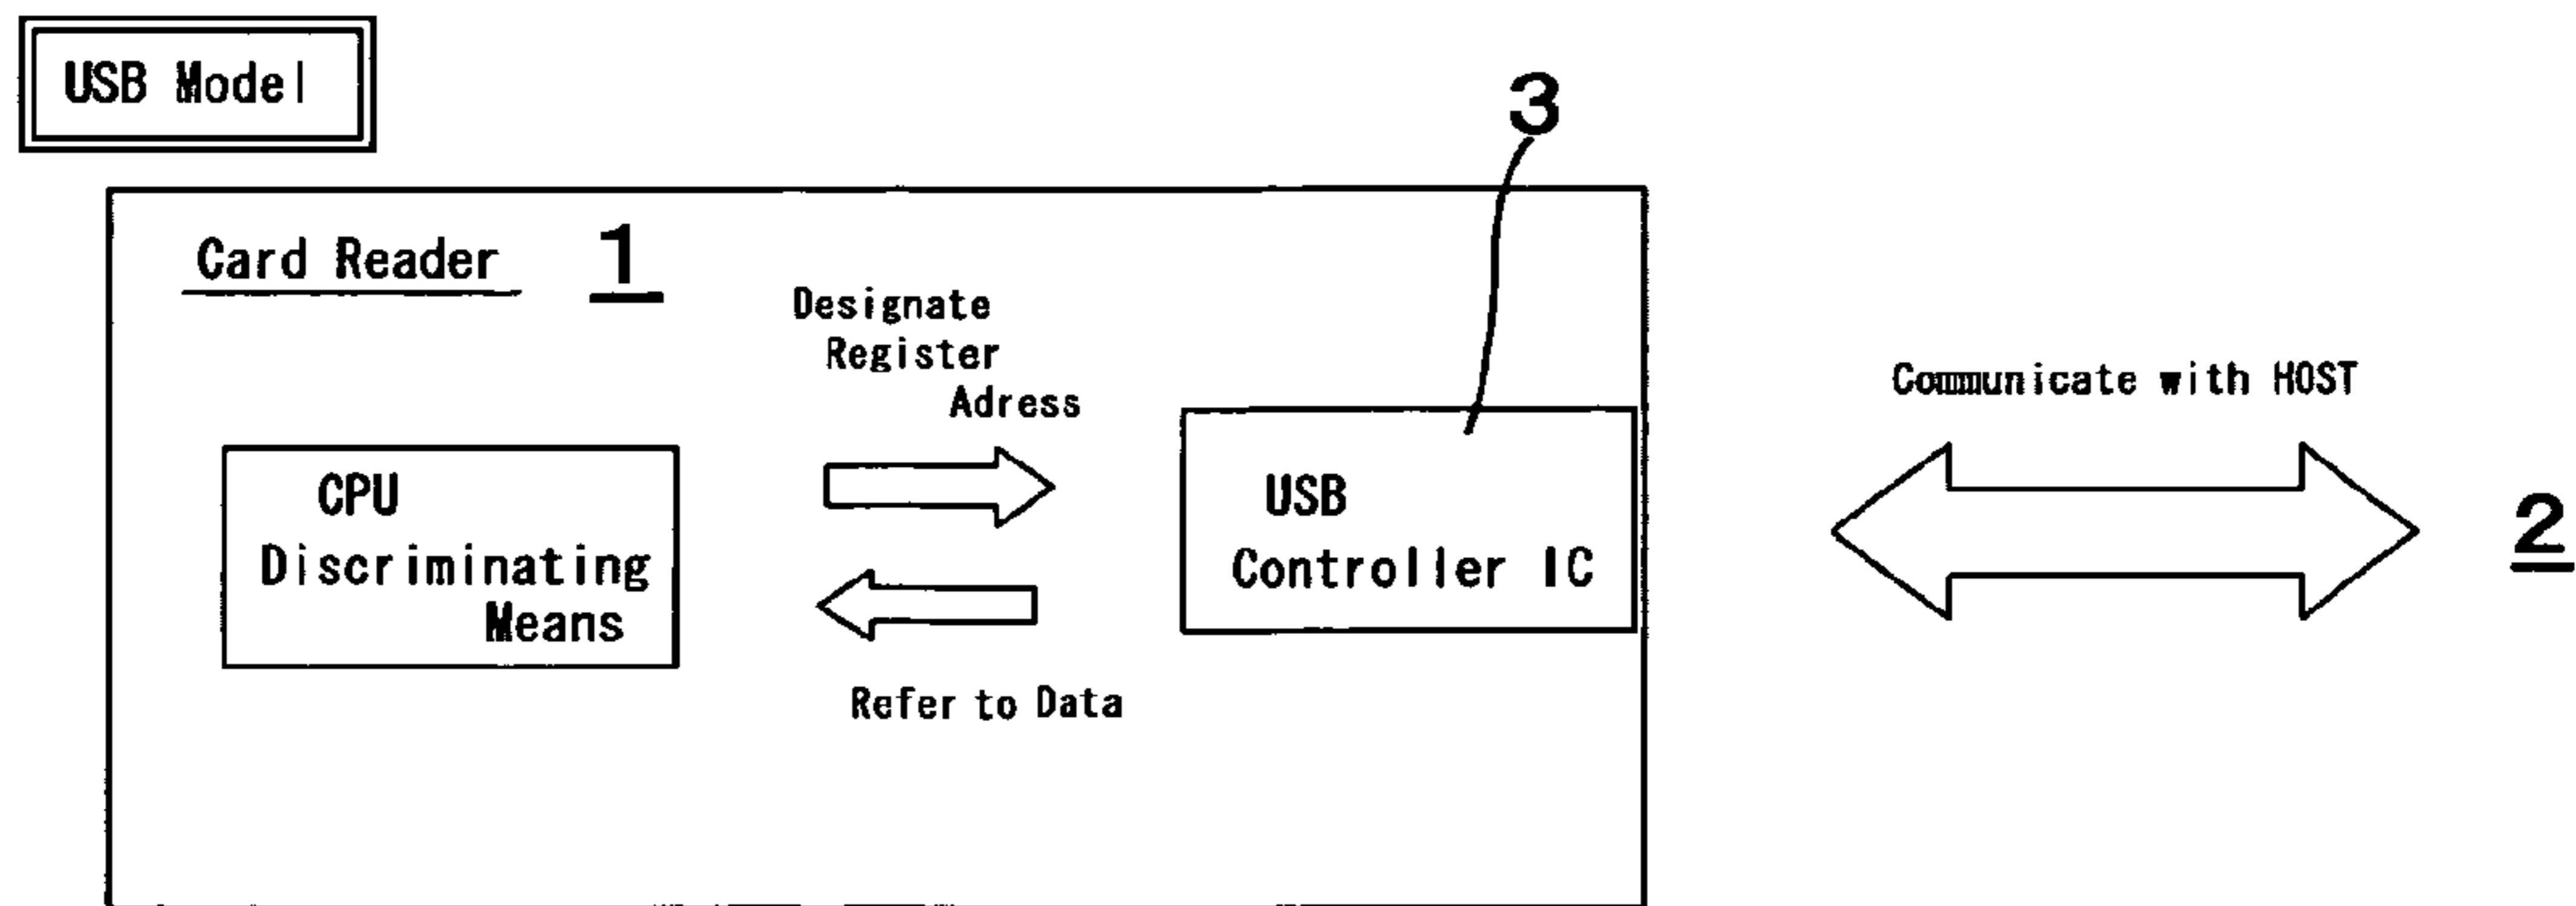 USB Model
3
Card Reader 1
Designate
Register
Adress
Communicate with HOST
CPU
Discriminating
Means
USB
Controller IC
2
Refer to Data